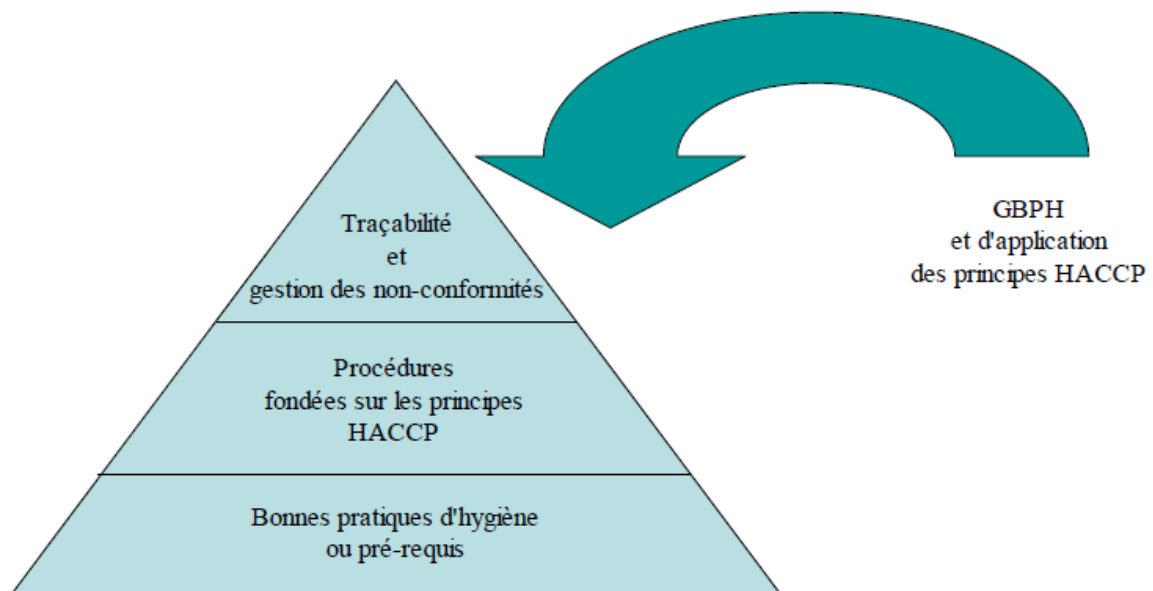 Traçabilité
et
gestion des non-conformités
Procédures
fondées sur les principes
HACCP
Bonnes pratiques d'hygiène
ou pré-requis
GBPH
et d'application
des principes HACCP